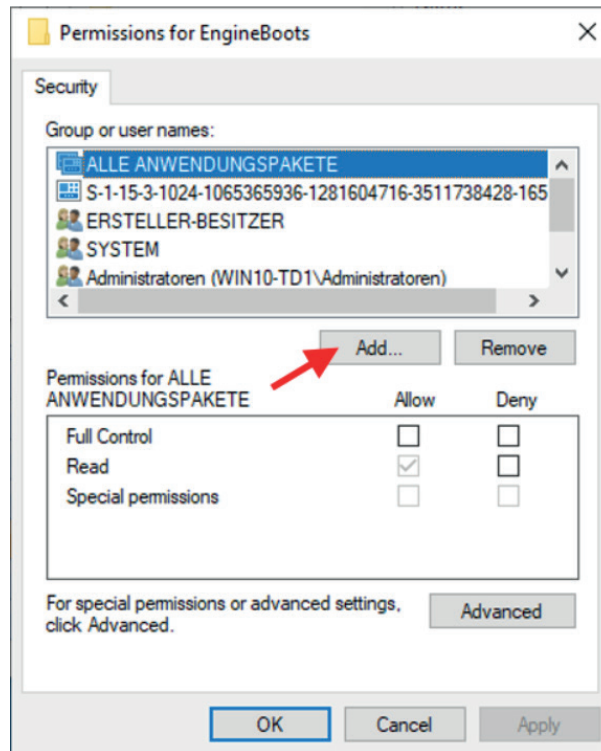 Permissions for EngineBoots
Security
Group or user names:
ALLE ANWENDUNGSPAKETE
S-1-15-3-1024-1065365936-1281604716-3511738428-165
ERSTELLER-BESITZER
SYSTEM
Administratoren (WIN10-TD1\Administratoren)
Add...
Remove
Permissions for ALLE
ANWENDUNGSPAKETE
Allow
Deny
Full Control
Read
Special permissions
For special permissions or advanced settings,
click Advanced.
Advanced
OK
Cancel
Apply